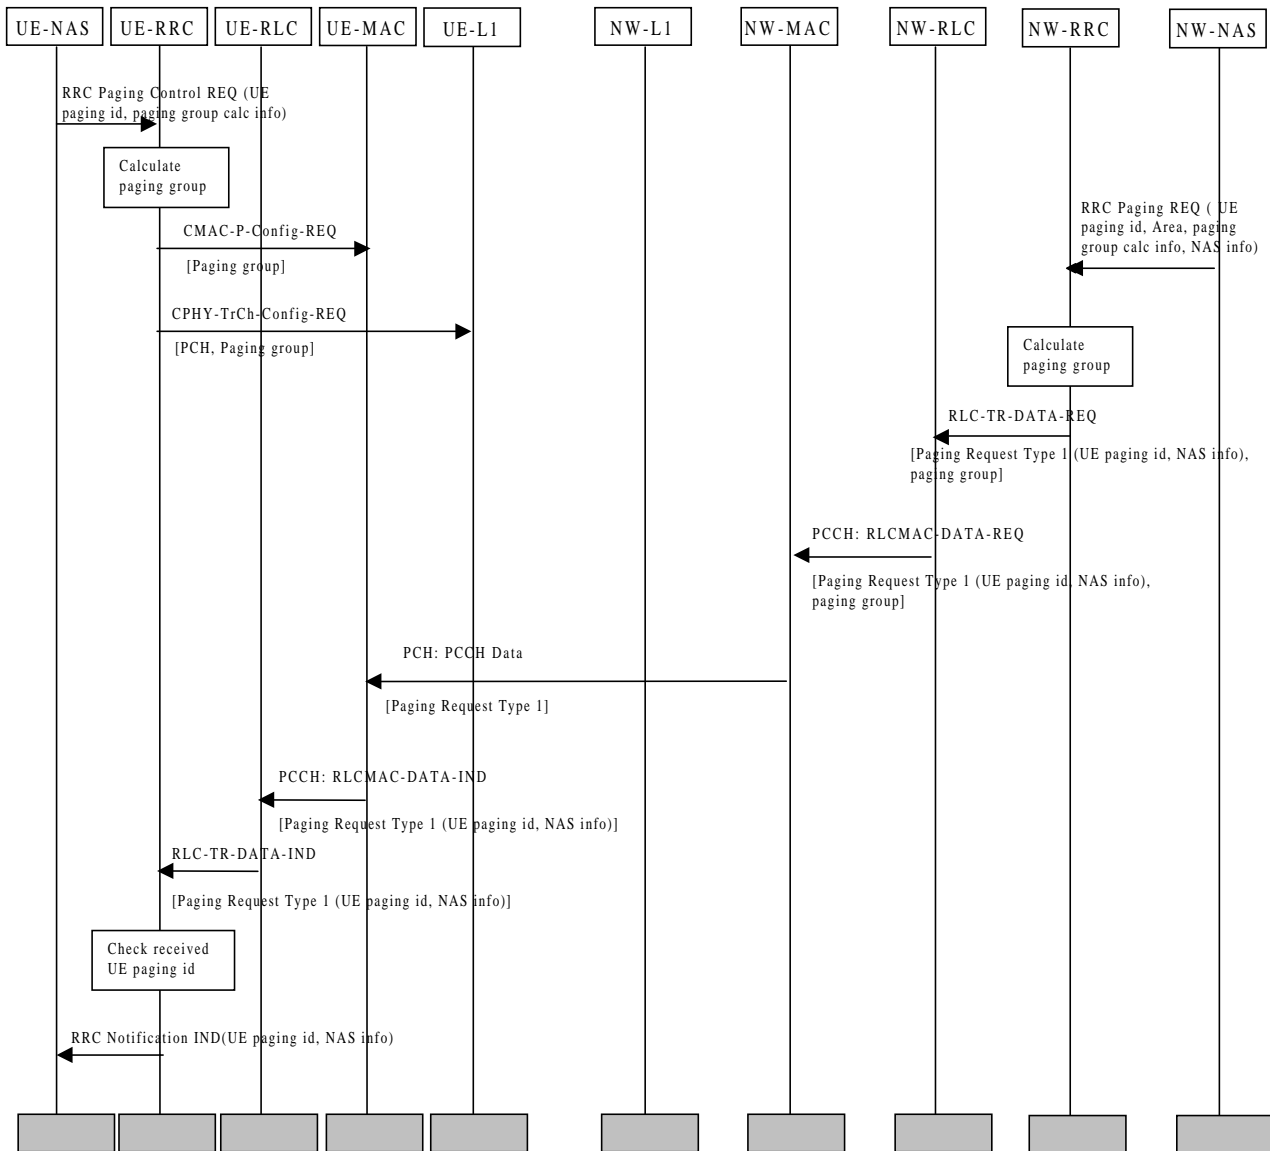 UE-NAS UE-RRC UE-RLC UE-MAC UE-L1 NW-L1 NW-MAC NW-RLC NW-RRC NW-NAS
RRC Paging Control REQ (UE
paging id, paging group calc info)
Calculate
paging group
RRC Paging REQ ( UE
paging id, Area, paging
group calc info, NAS info)
CMAC-P-Config-REQ
[Paging group]
CPHY-TrCh-Config-REQ
[PCH, Paging group]
Calculate
paging group
RLC-TR-DATA-REQ
[Paging Request Type 1 (UE paging id, NAS info),
paging group]
PCCH: RLCMAC-DATA-REQ
[Paging Request Type 1 (UE paging id, NAS info),
paging group]
PCH: PCCH Data
[Paging Request Type 1]
PCCH: RLCMAC-DATA-IND
[Paging Request Type 1 (UE paging id, NAS info)]
RLC-TR-DATA-IND
[Paging Request Type 1 (UE paging id, NAS info)]
Check received
UE paging id
RRC Notification IND(UE paging id, NAS info)